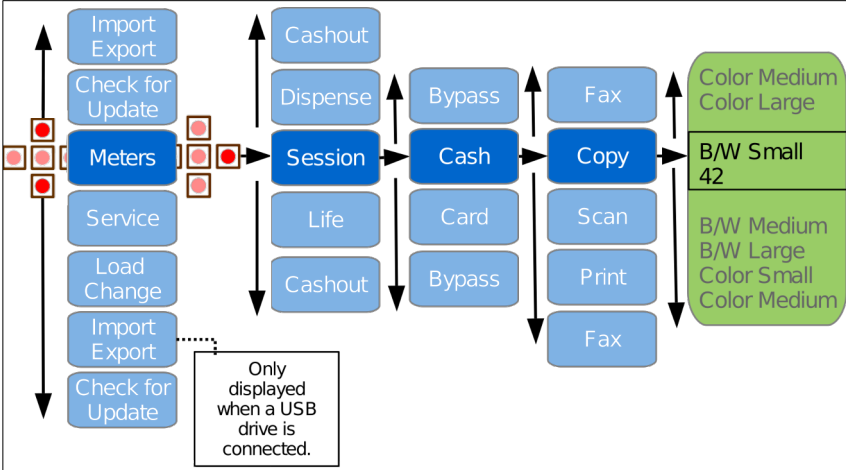 Import
Export
Check for
Update
Meters
Service
Load
Change
Import
Export
Check for
Update
Only
displayed
when a USB
drive is
connected.
Cashout
Dispense
Session
Life
Cashout
Bypass
Cash
Card
Bypass
Fax
Copy
Scan
Print
Fax
Color Medium
Color Large
B/W Small
42
B/W Medium
B/W Large
Color Small
Color Medium